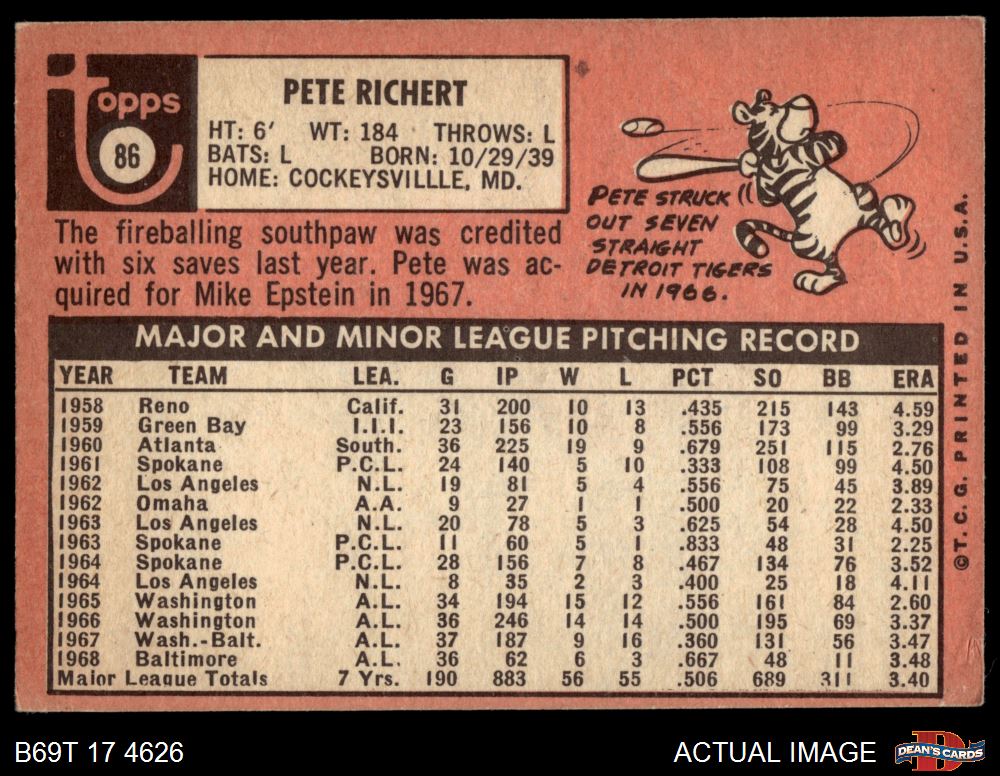 topps
86
PETE RICHERT
HT: 6' WT: 184 THROWS: L
BATS: L BORN: 10/29/39
HOME: COCKEYSVILLLE, MD.
The fireballing southpaw was credited
with six saves last year. Pete was ac-
quired for Mike Epstein in 1967.
PETE STRUCK
OUT SEVEN
STRAIGHT
DETROIT TIGERS
IN 1966.
MAJOR AND MINOR LEAGUE PITCHING RECORD
YEAR TEAM LEA. G IP W L PCT SO BB ERA
1958 Reno Calif. 31 200 10 13 .435 215 143 4.59
1959 Green Bay I.I.I. 23 156 10 8 .556 173 99 3.29
1960 Atlanta South. 36 225 19 9 .679 251 115 2.76
1961 Spokane P.C.L. 24 140 5 10 .333 108 99 4.50
1962 Los Angeles N.L. 19 81 5 4 .556 75 45 3.89
1962 Omaha A.A. 9 27 1 1 .500 20 22 2.33
1963 Los Angeles N.L. 20 78 5 3 .625 54 28 4.50
1963 Spokane P.C.L. 11 60 5 1 .833 48 31 2.25
1964 Spokane P.C.L. 28 156 7 8 .467 134 76 3.52
1964 Los Angeles N.L. 8 35 2 3 .400 25 18 4.11
1965 Washington A.L. 34 194 15 12 .556 161 84 2.60
1966 Washington A.L. 36 246 14 14 .500 195 69 3.37
1967 Wash.-Balt. A.L. 37 187 9 16 .360 131 56 3.47
1968 Baltimore A.L. 36 62 6 3 .667 48 11 3.48
Major League Totals 7 Yrs. 190 883 56 55 .506 689 311 3.40
©T.C.G. PRINTED IN U.S.A.
B69T 17 4626
ACTUAL IMAGE
DEAN'S CARDS